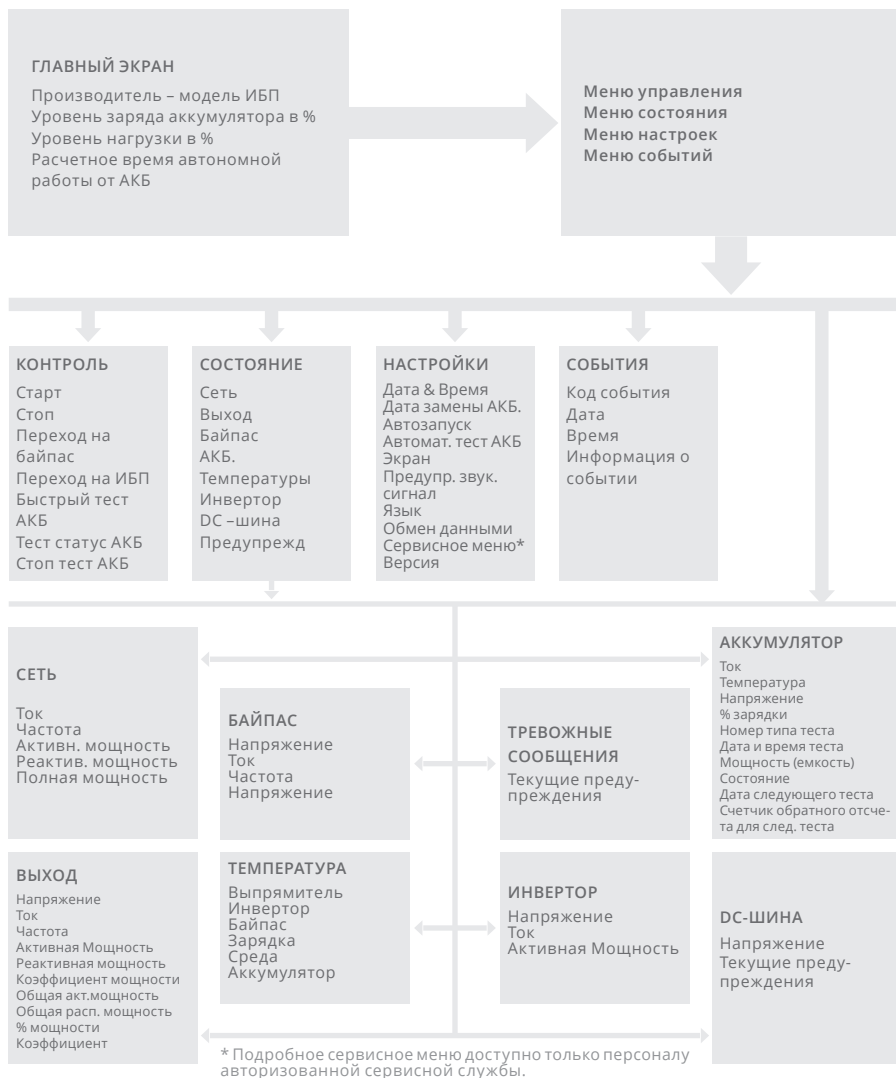 ГЛАВНЫЙ ЭКРАН
Производитель – модель ИБП
Уровень заряда аккумулятора в %
Уровень нагрузки в %
Расчетное время автономной
работы от АКБ
Меню управления
Меню состояния
Меню настроек
Меню событий
КОНТРОЛЬ
Старт
Стоп
Переход на
байпас
Переход на ИБП
Быстрый тест
АКБ
Тест статус АКБ
Стоп тест АКБ
СОСТОЯНИЕ
Сеть
Выход
Байпас
АКБ.
Температуры
Инвертор
DC –шина
Предупрежд
НАСТРОЙКИ
Дата & Время
Дата замены АКБ.
Автозапуск
Автомат. тест АКБ
Экран
Предупр. звук.
сигнал
Язык
Обмен данными
Сервисное меню*
Версия
СОБЫТИЯ
Код события
Дата
Время
Информация о
событии
СЕТЬ
Ток
Частота
Активн. мощность
Реактив. мощность
Полная мощность
БАЙПАС
Напряжение
Ток
Частота
Напряжение
ТРЕВОЖНЫЕ
СООБЩЕНИЯ
Текущие преду-
преждения
АККУМУЛЯТОР
Ток
Температура
Напряжение
% зарядки
Номер типа теста
Дата и время теста
Мощность (емкость)
Состояние
Дата следующего теста
Счетчик обратного отсче-
та для след. теста
ВЫХОД
Напряжение
Ток
Частота
Активная Мощность
Реактивная мощность
Коэффициент мощности
Общая акт.мощность
Общая расп. мощность
% мощности
Коэффициент
ТЕМПЕРАТУРА
Выпрямитель
Инвертор
Байпас
Зарядка
Среда
Аккумулятор
ИНВЕРТОР
Напряжение
Ток
Активная Мощность
DC-ШИНА
Напряжение
Текущие преду-
преждения
* Подробное сервисное меню доступно только персоналу
авторизованной сервисной службы.